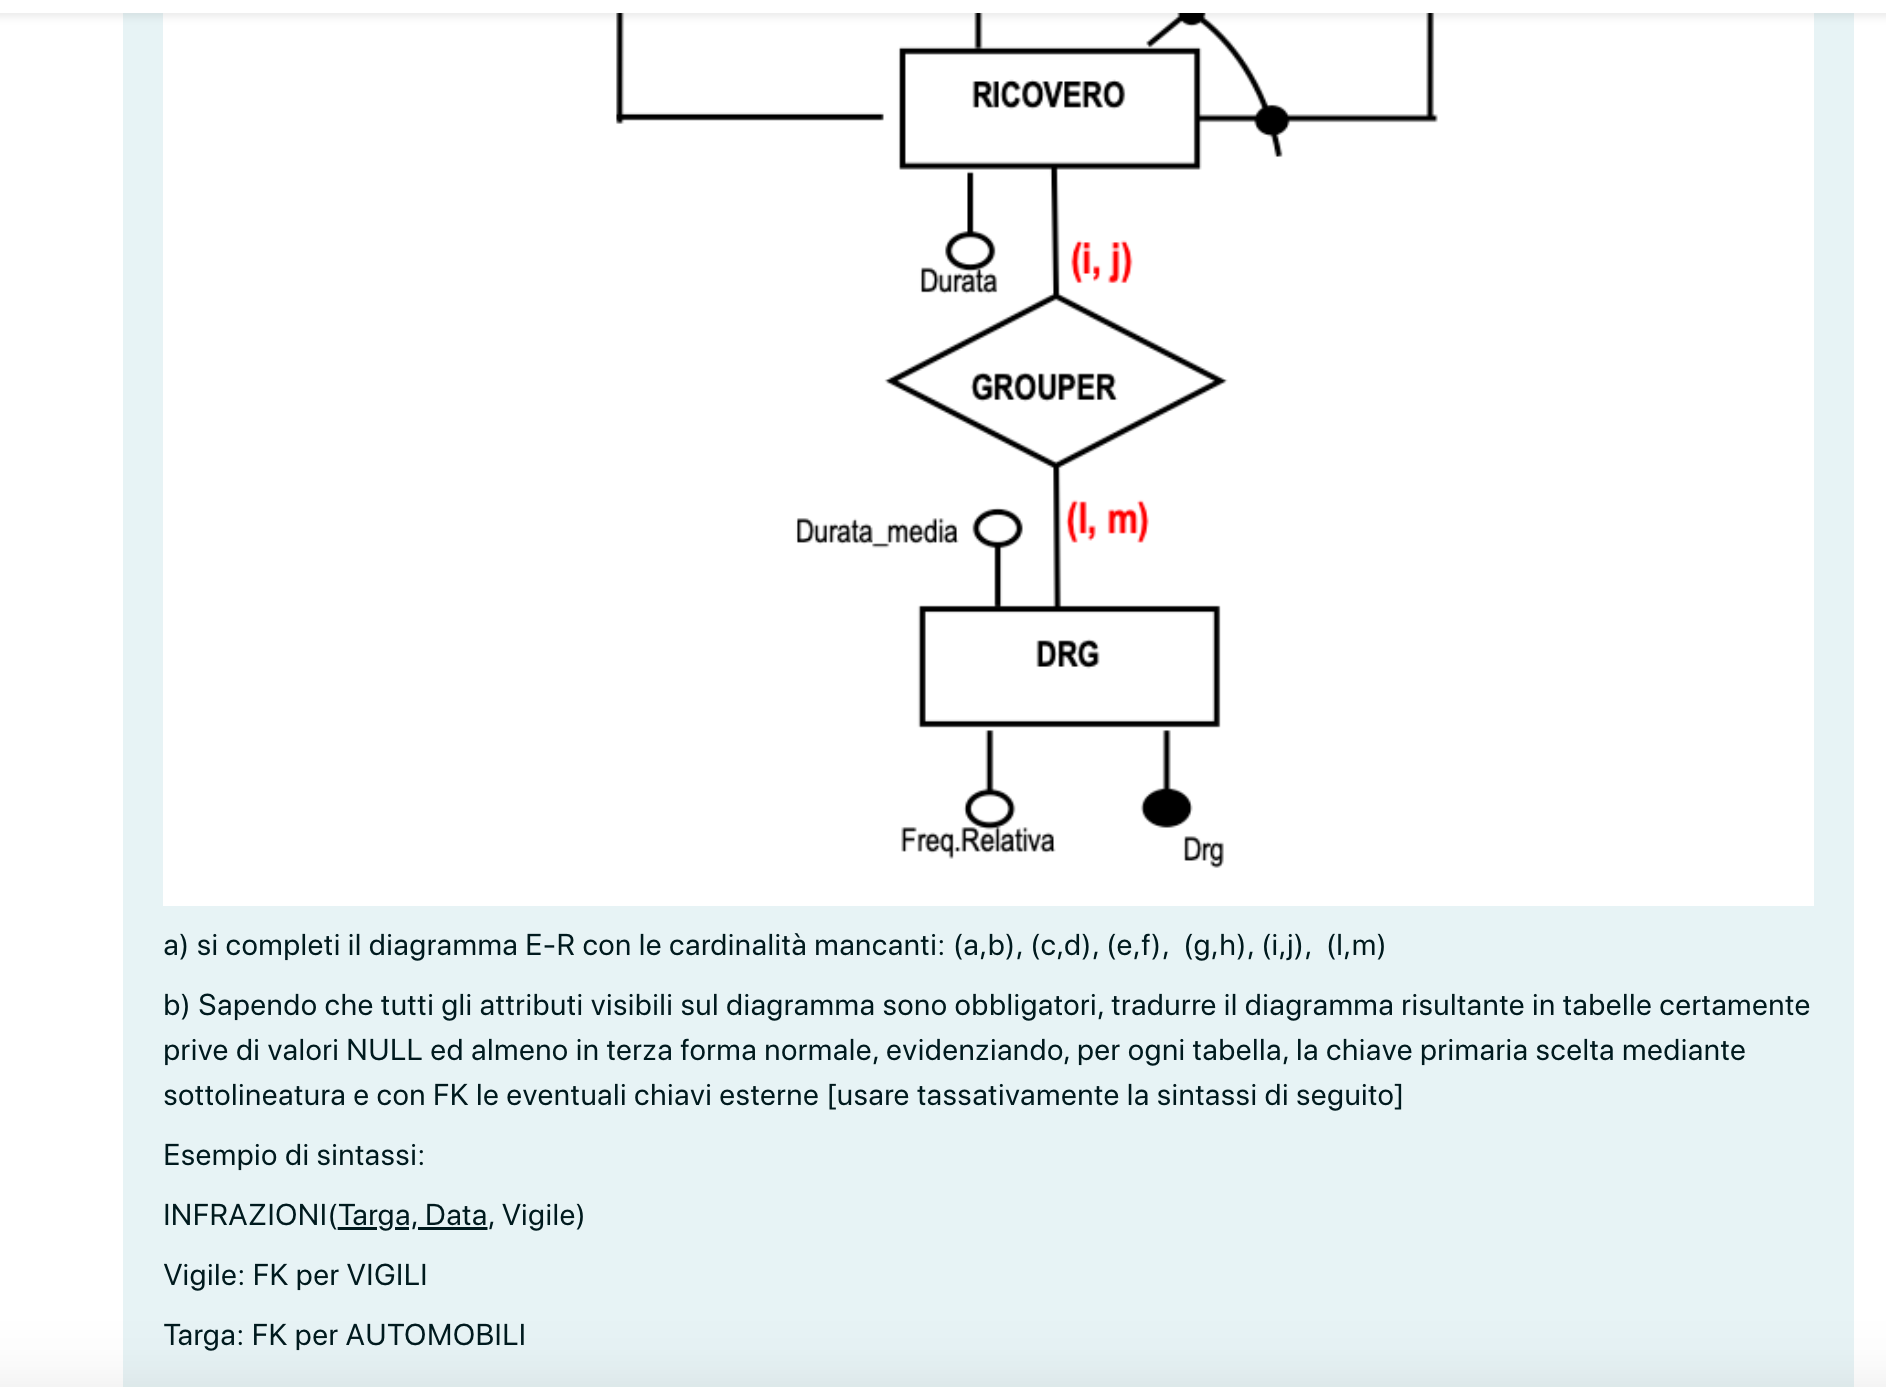 RICOVERO
Durata
(i, j)
GROUPER
Durata_media
(l, m)
DRG
Freq.Relativa
Drg
a) si completi il diagramma E-R con le cardinalità mancanti: (a,b), (c,d), (e,f), (g,h), (i,j), (l,m)
b) Sapendo che tutti gli attributi visibili sul diagramma sono obbligatori, tradurre il diagramma risultante in tabelle certamente
prive di valori NULL ed almeno in terza forma normale, evidenziando, per ogni tabella, la chiave primaria scelta mediante
sottolineatura e con FK le eventuali chiavi esterne [usare tassativamente la sintassi di seguito]
Esempio di sintassi:
INFRAZIONI(Targa, Data, Vigile)
Vigile: FK per VIGILI
Targa: FK per AUTOMOBILI